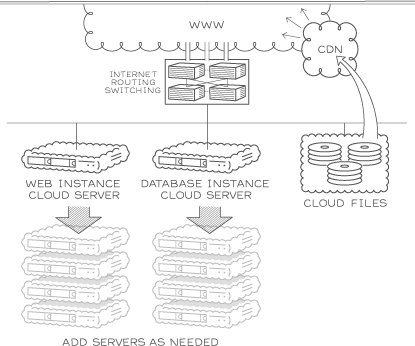 WWW
CDN
INTERNET
ROUTING
SWITCHING
WEB INSTANCE
CLOUD SERVER
DATABASE INSTANCE
CLOUD SERVER
CLOUD FILES
ADD SERVERS AS NEEDED